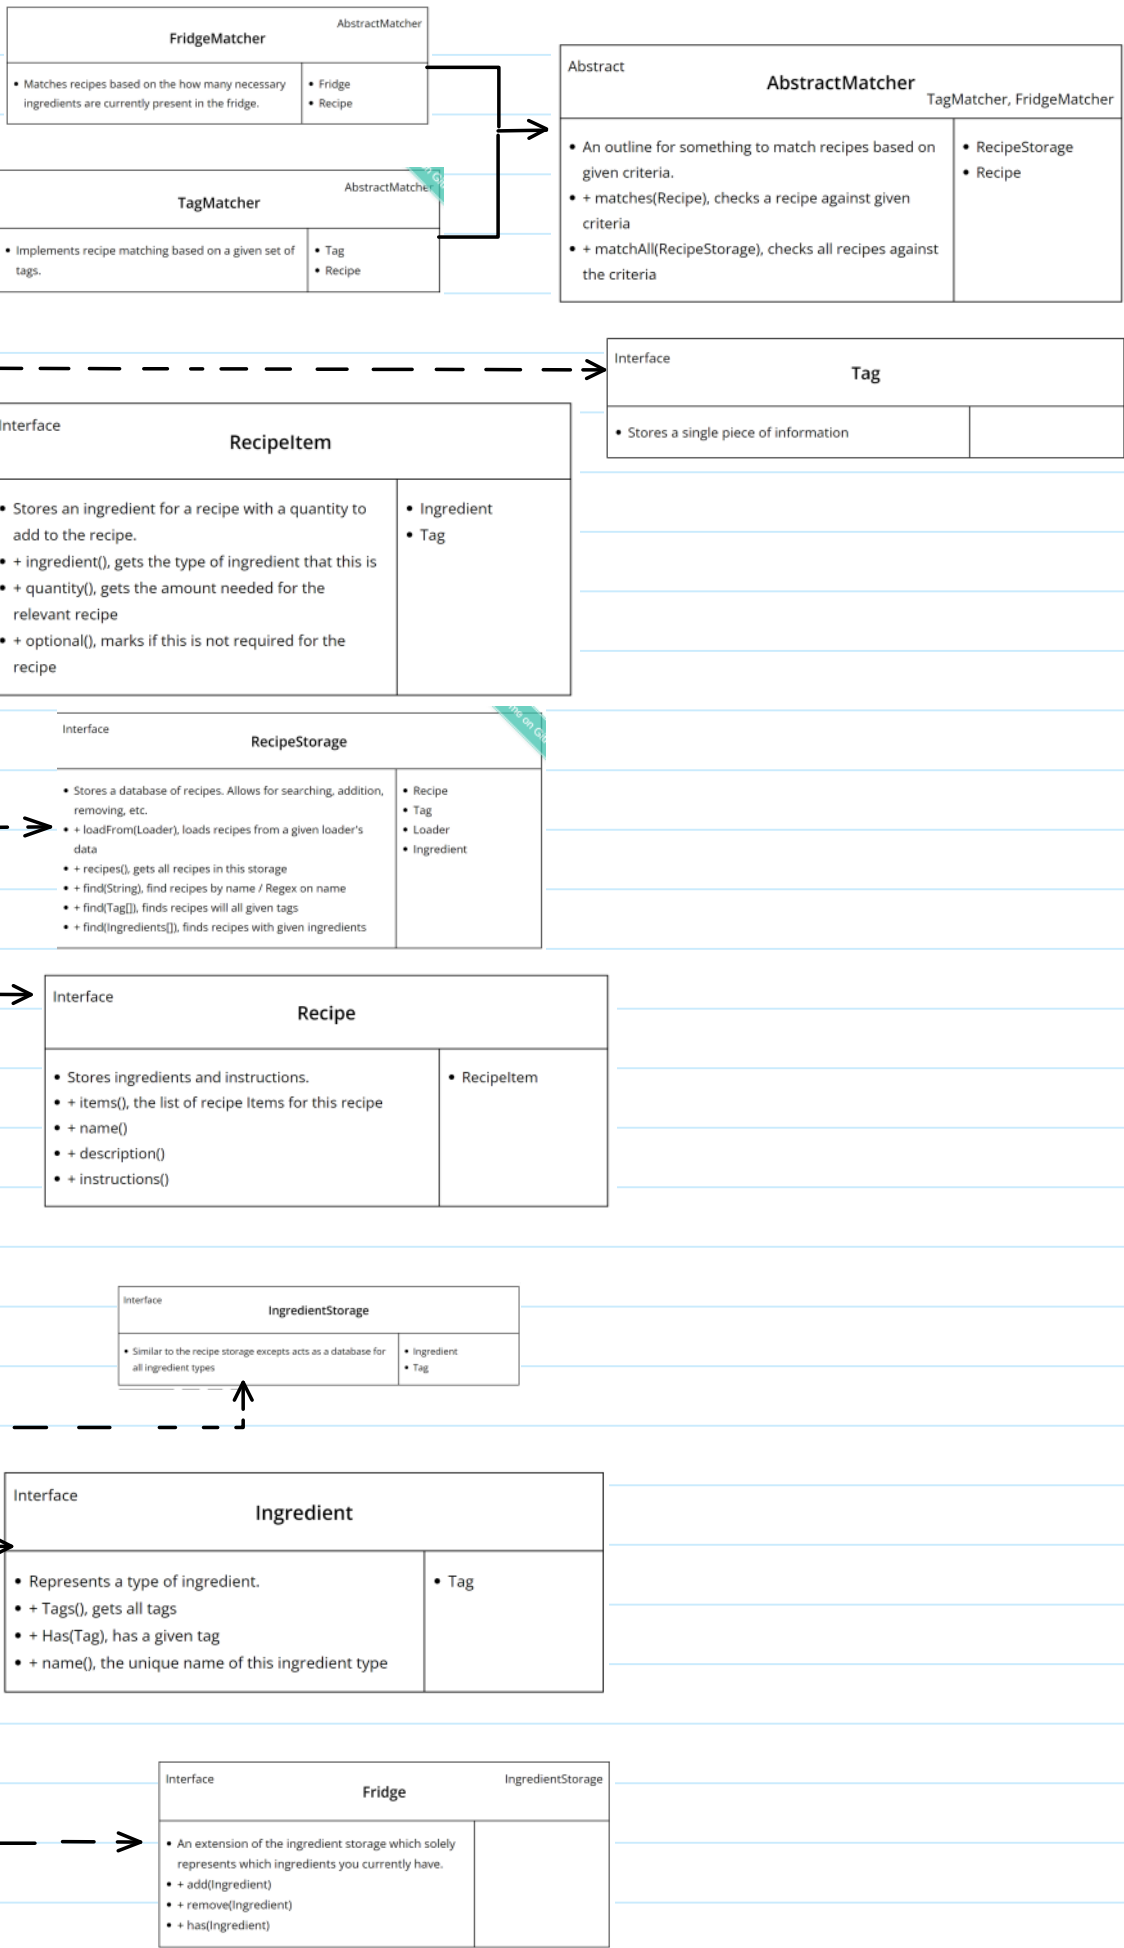 AbstractMatcher
FridgeMatcher
• Matches recipes based on the how many necessary
ingredients are currently present in the fridge.
• Fridge
• Recipe
AbstractMatcher
TagMatcher
• Implements recipe matching based on a given set of
tags.
• Tag
• Recipe
Abstract
AbstractMatcher
TagMatcher, FridgeMatcher
• An outline for something to match recipes based on
given criteria.
• + matches(Recipe), checks a recipe against given
criteria
• + matchAll(RecipeStorage), checks all recipes against
the criteria
• RecipeStorage
• Recipe
Interface
Tag
• Stores a single piece of information
Interface
RecipeItem
• Stores an ingredient for a recipe with a quantity to
add to the recipe.
• + ingredient(), gets the type of ingredient that this is
• + quantity(), gets the amount needed for the
relevant recipe
• + optional(), marks if this is not required for the
recipe
• Ingredient
• Tag
Interface
RecipeStorage
• Stores a database of recipes. Allows for searching, addition,
removing, etc.
• + loadFrom(Loader), loads recipes from a given loader's
data
• + recipes(), gets all recipes in this storage
• + find(String), find recipes by name / Regex on name
• + find(Tag[]), finds recipes will all given tags
• + find(Ingredients[]), finds recipes with given ingredients
• Recipe
• Tag
• Loader
• Ingredient
Interface
Recipe
• Stores ingredients and instructions.
• + items(), the list of recipe Items for this recipe
• + name()
• + description()
• + instructions()
• RecipeItem
Interface
IngredientStorage
• Similar to the recipe storage excepts acts as a database for
all ingredient types
• Ingredient
• Tag
Interface
Ingredient
• Represents a type of ingredient.
• + Tags(), gets all tags
• + Has(Tag), has a given tag
• + name(), the unique name of this ingredient type
• Tag
Interface
IngredientStorage
Fridge
• An extension of the ingredient storage which solely
represents which ingredients you currently have.
• + add(Ingredient)
• + remove(Ingredient)
• + has(Ingredient)